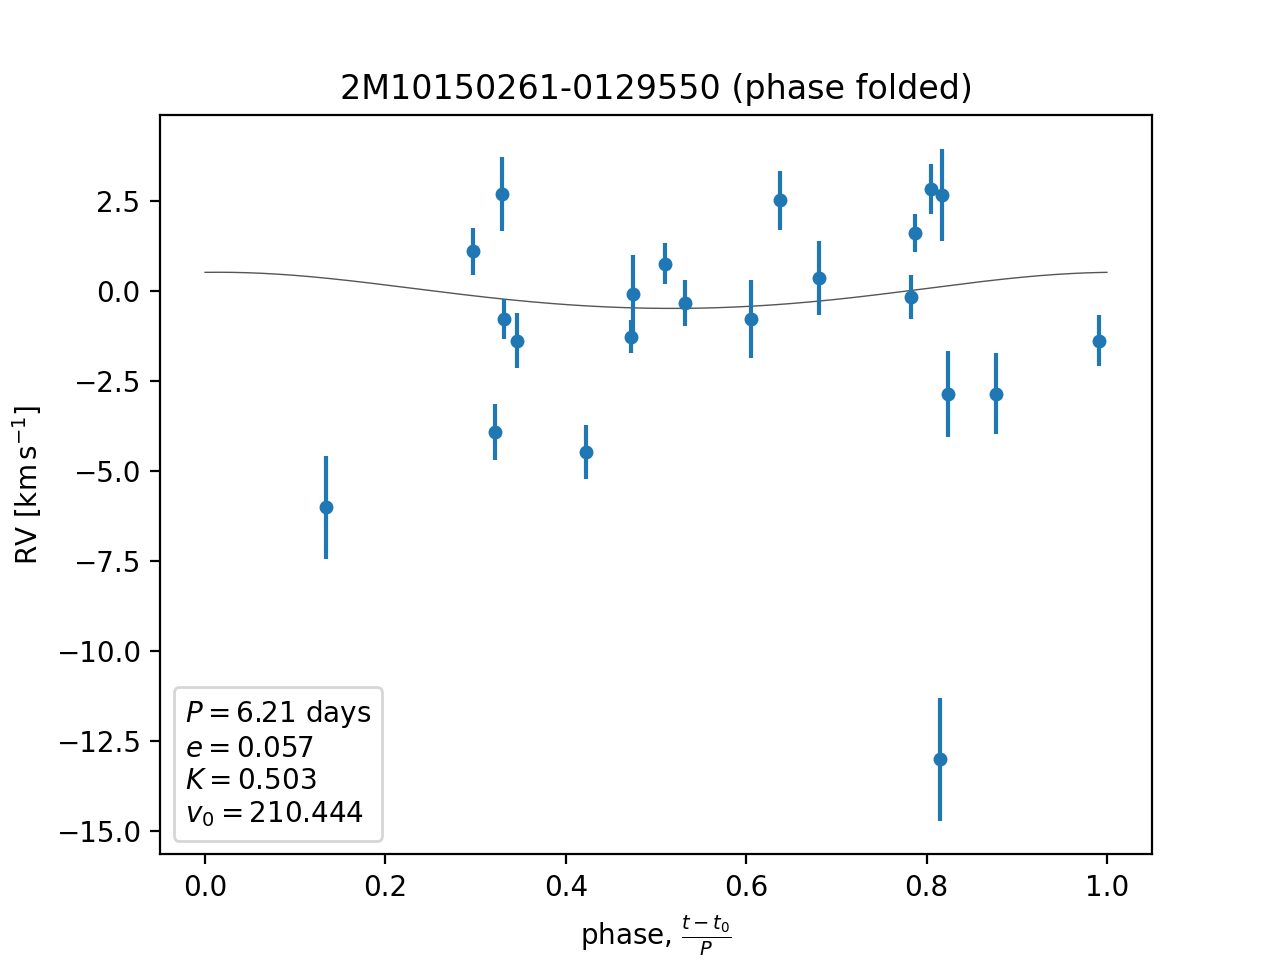 2M10150261-0129550 (phase folded)
RV [km s⁻¹]
2.5
0.0
−2.5
−5.0
−7.5
−10.0
−12.5
−15.0
P = 6.21 days
e = 0.057
K = 0.503
v₀ = 210.444
0.0 0.2 0.4 0.6 0.8 1.0
phase, (t − t₀)/P